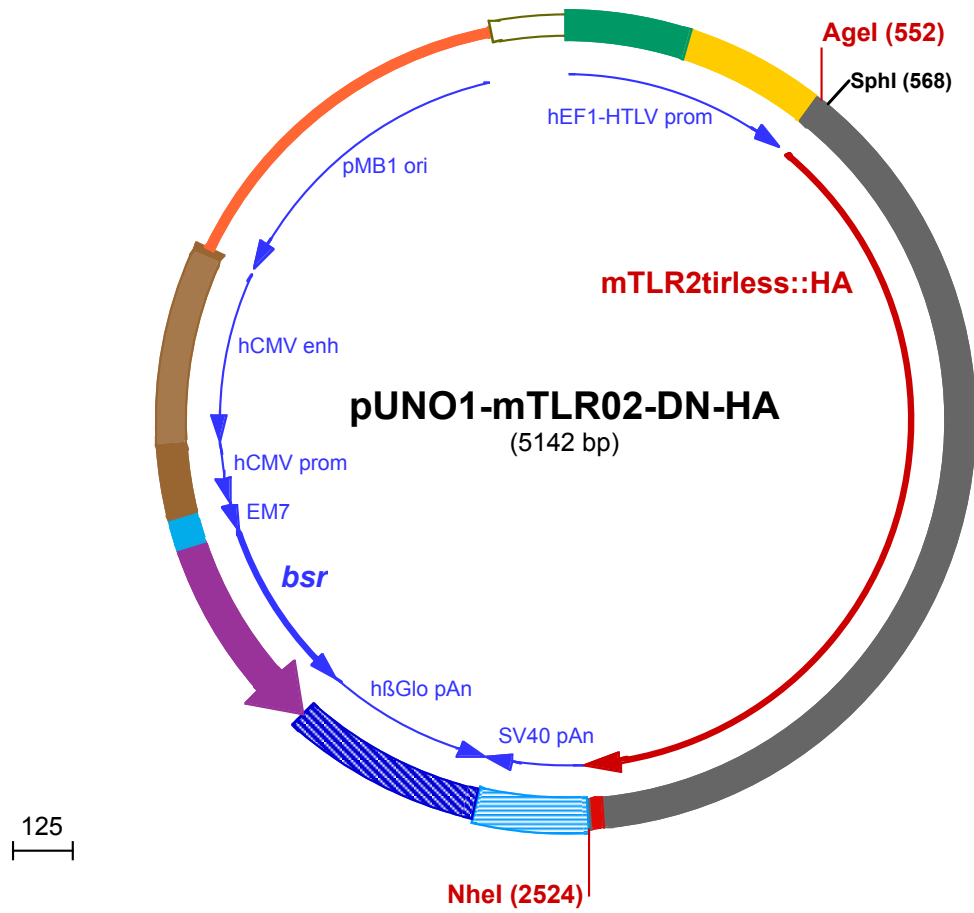 AgeI (552)
SphI (568)
hEF1-HTLV prom
pMB1 ori
mTLR2tirless::HA
hCMV enh
pUNO1-mTLR02-DN-HA
(5142 bp)
hCMV prom
EM7
bsr
hßGlo pAn
SV40 pAn
125
NheI (2524)